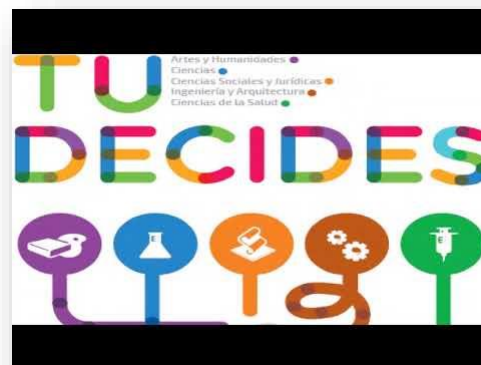 TU
Artes y Humanidades
Ciencias
Ciencias Sociales y Jurídicas
Ingeniería y Arquitectura
Ciencias de la Salud
DECIDES